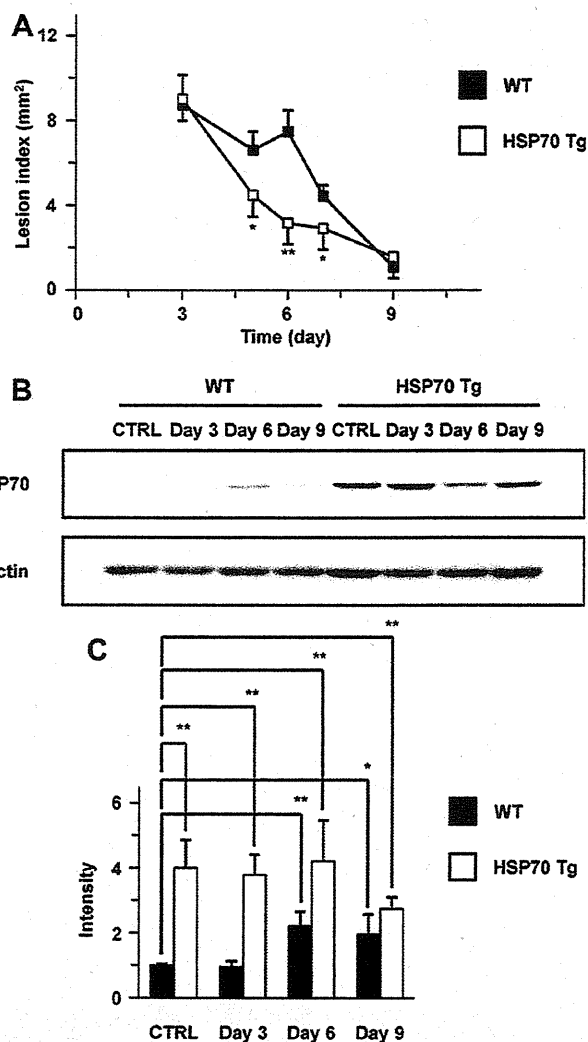 A
12
8
4
0
Lesion index (mm²)
WT
HSP70 Tg
*
**
*
0
3
6
9
Time (day)
B
WT
HSP70 Tg
CTRL Day 3 Day 6 Day 9 CTRL Day 3 Day 6 Day 9
P70
ctin
C
**
**
**
**
*
**
6
4
2
0
Intensity
WT
HSP70 Tg
CTRL Day 3 Day 6 Day 9